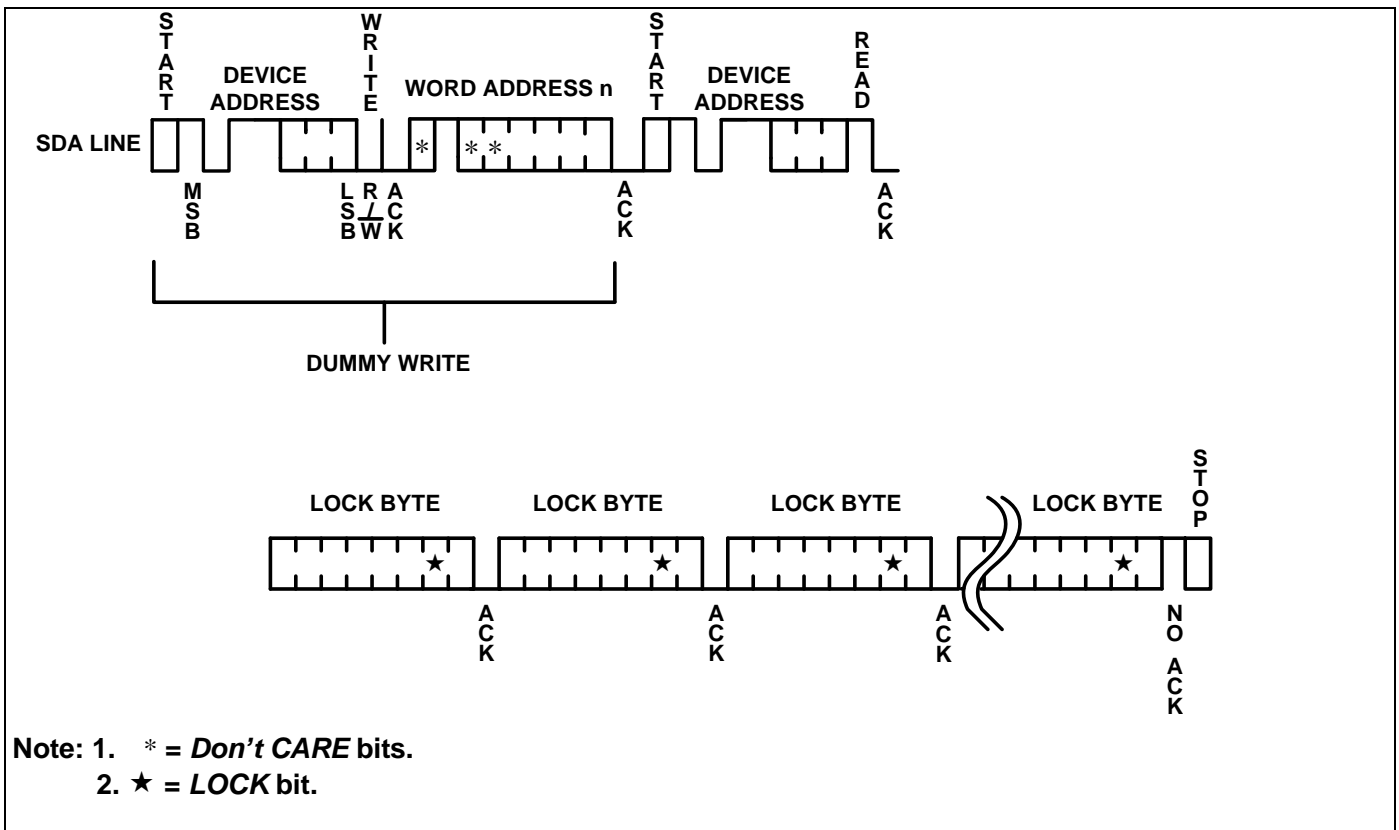 START
WRITE
START
READ
DEVICE
ADDRESS
WORD ADDRESS n
DEVICE
ADDRESS
SDA LINE
* * *
MSB
LSB
R/W
ACK
ACK
ACK
DUMMY WRITE
STOP
LOCK BYTE
LOCK BYTE
LOCK BYTE
LOCK BYTE
★ ★ ★ ★
ACK
ACK
ACK
NO ACK
Note: 1. * = Don't CARE bits.
2. ★ = LOCK bit.